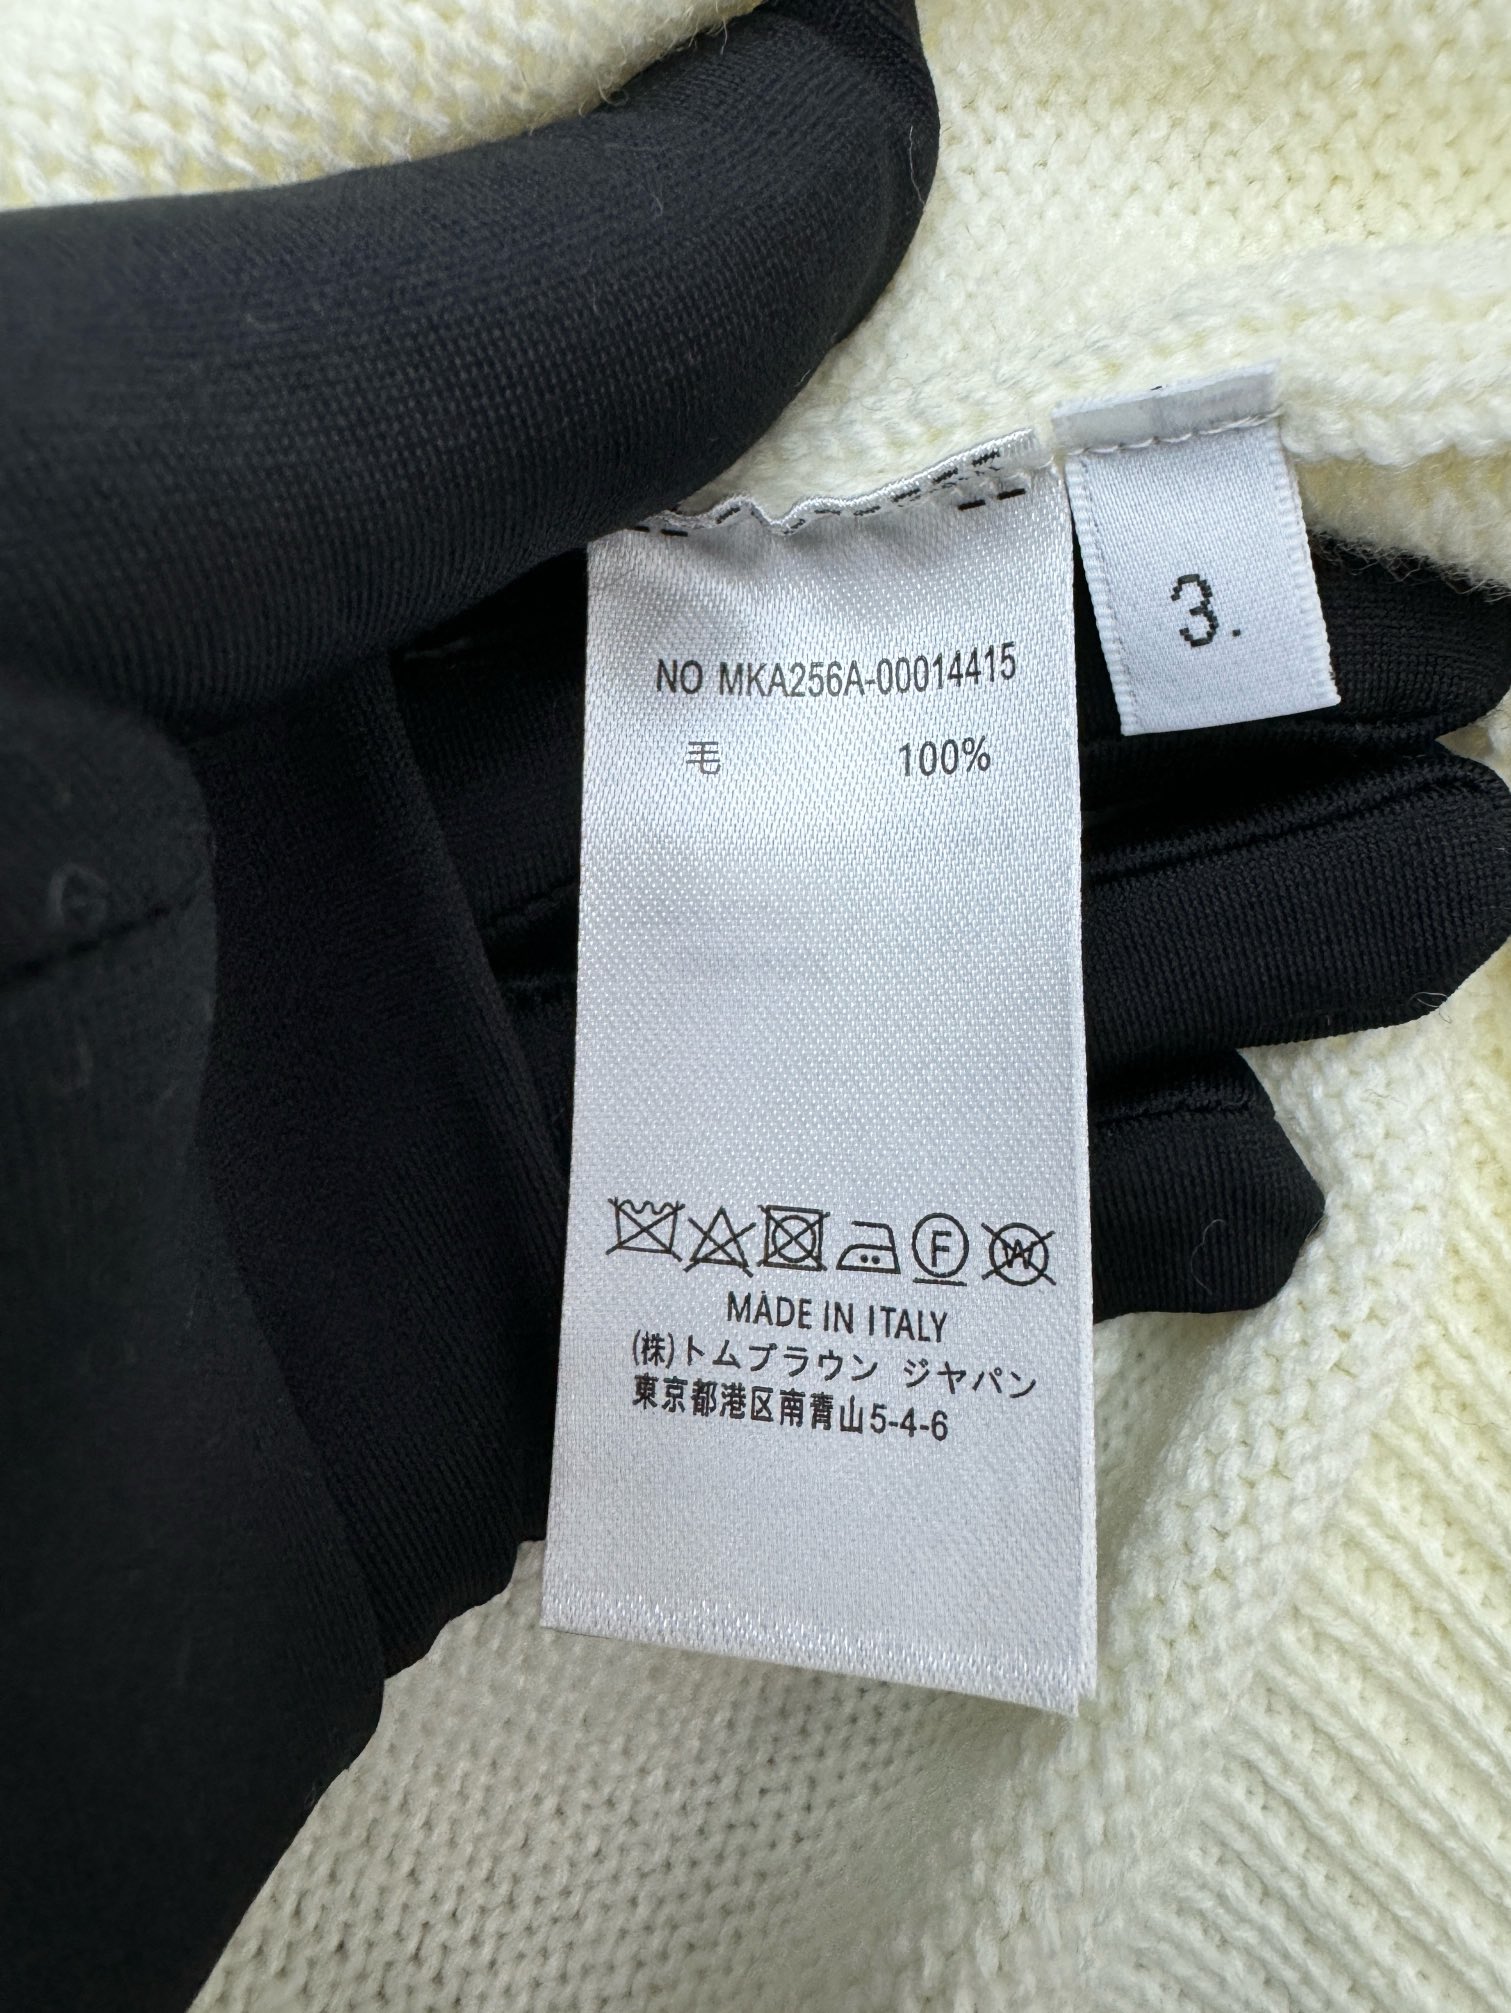 3.
NO MKA256A-00014415
毛 100%
F W
MADE IN ITALY
(株)トムブラウン ジヤパン
東京都港区南青山5-4-6